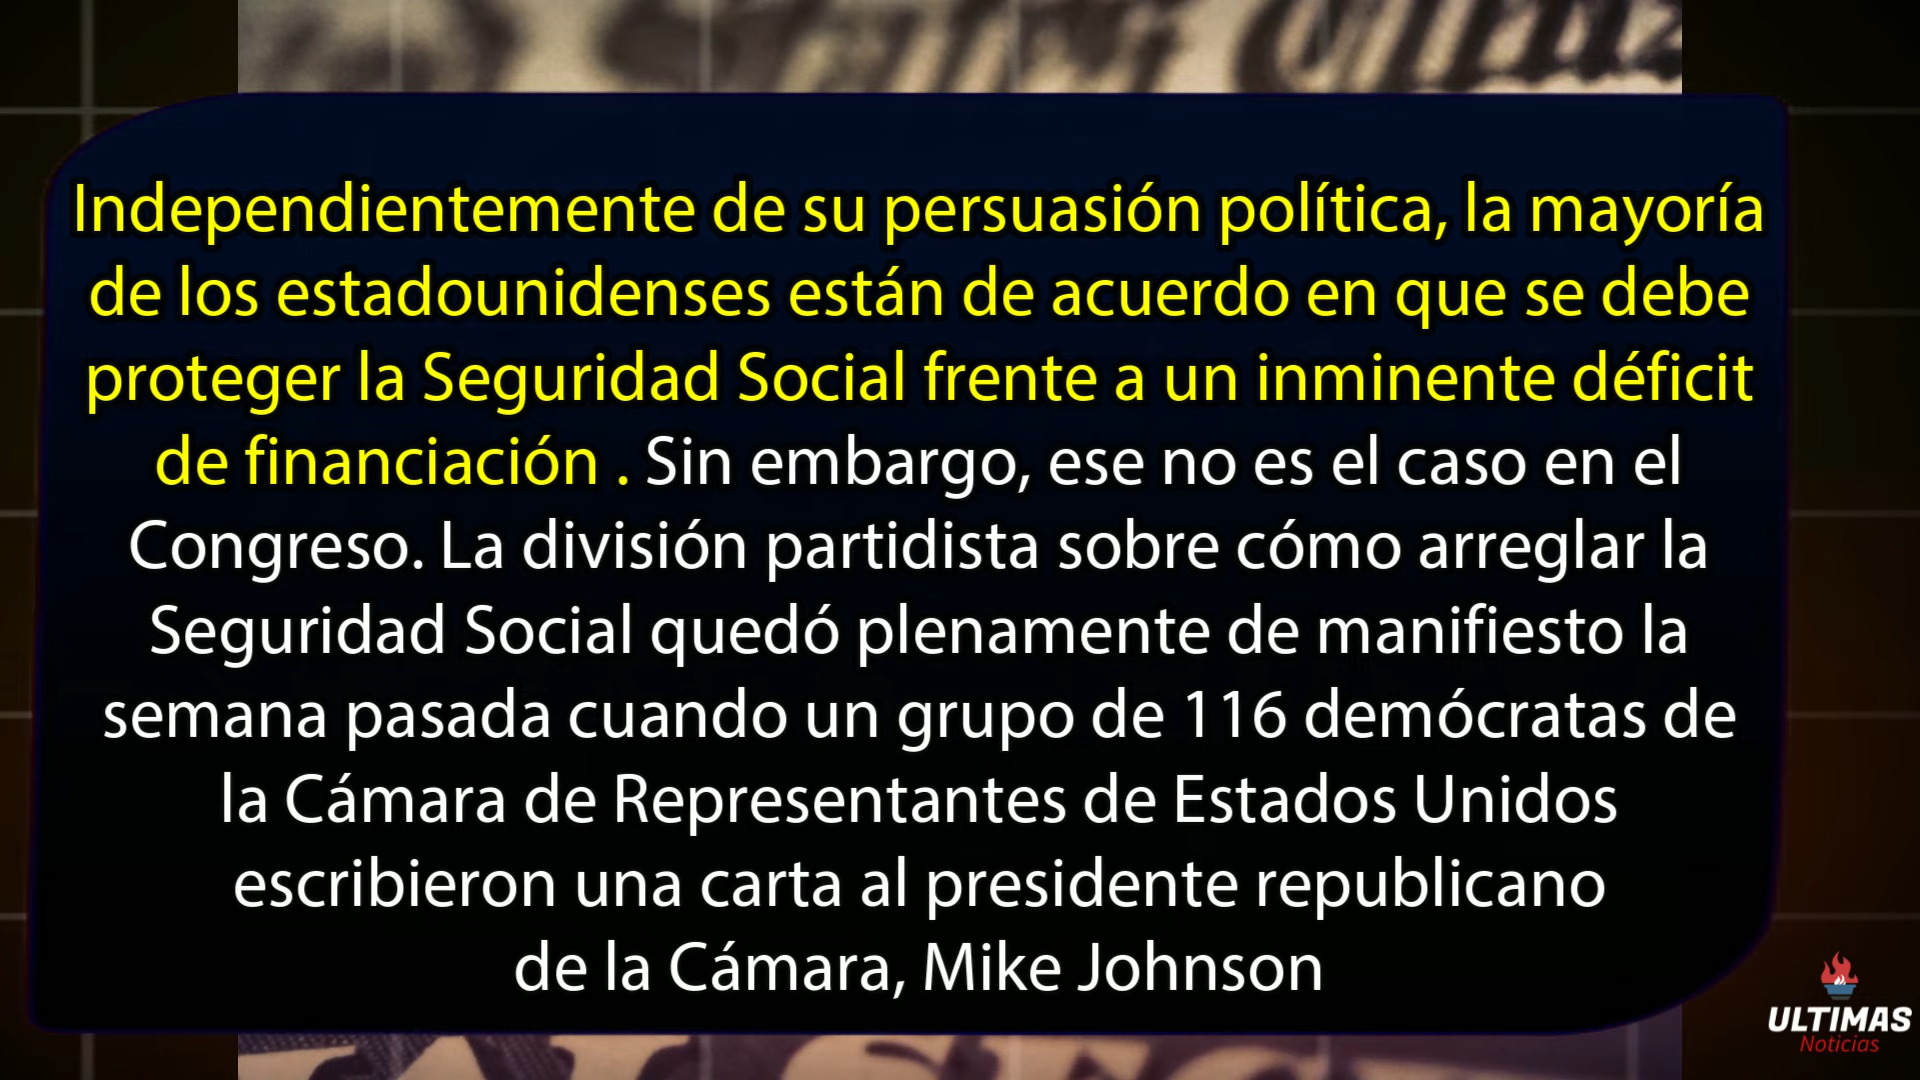 Independientemente de su persuasión política, la mayoría
de los estadounidenses están de acuerdo en que se debe
proteger la Seguridad Social frente a un inminente déficit
de financiación . Sin embargo, ese no es el caso en el
Congreso. La división partidista sobre cómo arreglar la
Seguridad Social quedó plenamente de manifiesto la
semana pasada cuando un grupo de 116 demócratas de
la Cámara de Representantes de Estados Unidos
escribieron una carta al presidente republicano
de la Cámara, Mike Johnson
ULTIMAS
Noticias